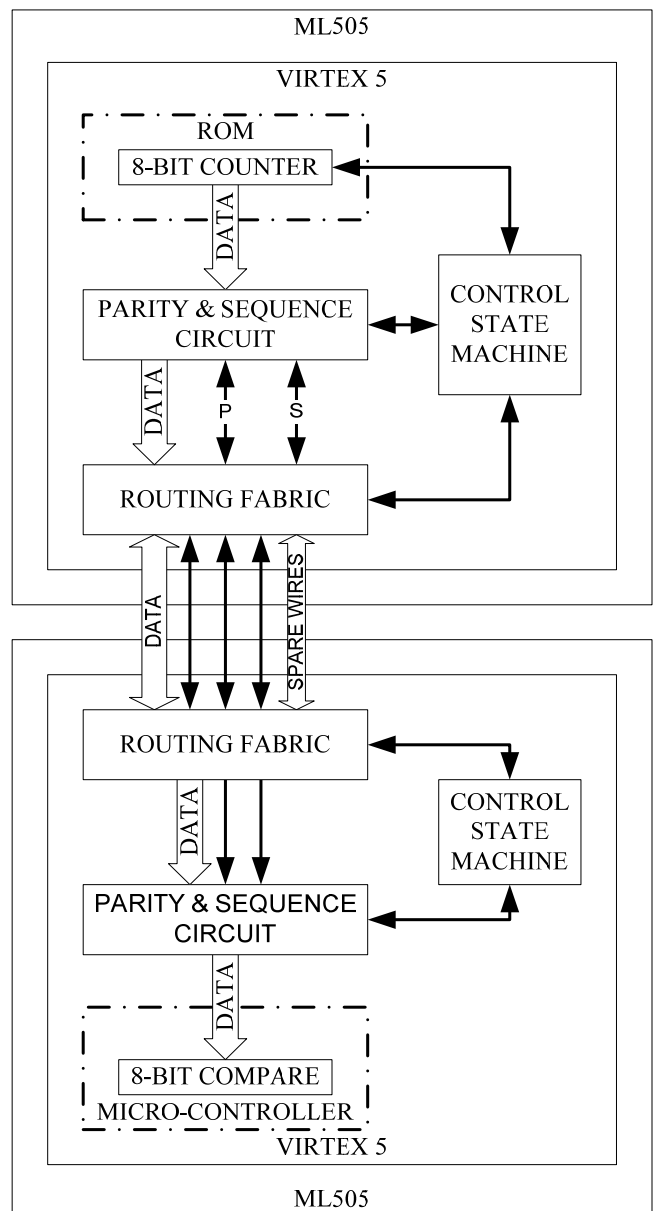 ML505
VIRTEX 5
ROM
8-BIT COUNTER
DATA
PARITY & SEQUENCE
CIRCUIT
CONTROL
STATE
MACHINE
DATA
P
S
ROUTING FABRIC
DATA
SPARE WIRES
ROUTING FABRIC
DATA
CONTROL
STATE
MACHINE
PARITY & SEQUENCE
CIRCUIT
DATA
8-BIT COMPARE
MICRO-CONTROLLER
VIRTEX 5
ML505